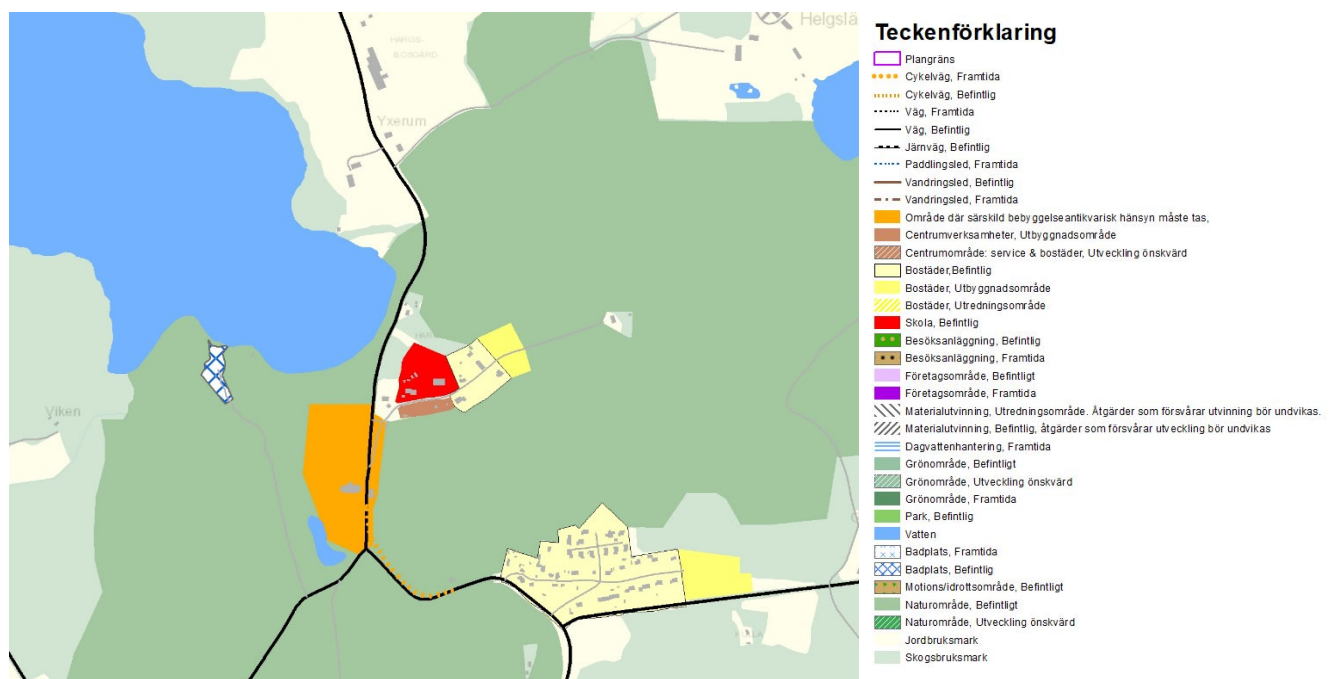 Helgslä
HARGS-
BOSGÅRD
Yxerum
Viken
Teckenförklaring
Plangräns
Cykelväg, Framtida
Cykelväg, Befintlig
Väg, Framtida
Väg, Befintlig
Järnväg, Befintlig
Paddlingsled, Framtida
Vandringsled, Befintlig
Vandringsled, Framtida
Område där särskild bebyggelseantikvarisk hänsyn måste tas,
Centrumverksamheter, Utbyggnadsområde
Centrumområde: service & bostäder, Utveckling önskvärd
Bostäder,Befintlig
Bostäder, Utbyggnadsområde
Bostäder, Utredningsområde
Skola, Befintlig
Besöksanläggning, Befintlig
Besöksanläggning, Framtida
Företagsområde, Befintligt
Företagsområde, Framtida
Materialutvinning, Utredningsområde. Åtgärder som försvårar utvinning bör undvikas.
Materialutvinning, Befintlig, åtgärder som försvårar utveckling bör undvikas
Dagvattenhantering, Framtida
Grönområde, Befintligt
Grönområde, Utveckling önskvärd
Grönområde, Framtida
Park, Befintlig
Vatten
Badplats, Framtida
Badplats, Befintlig
Motions/idrottsområde, Befintligt
Naturområde, Befintligt
Naturområde, Utveckling önskvärd
Jordbruksmark
Skogsbruksmark